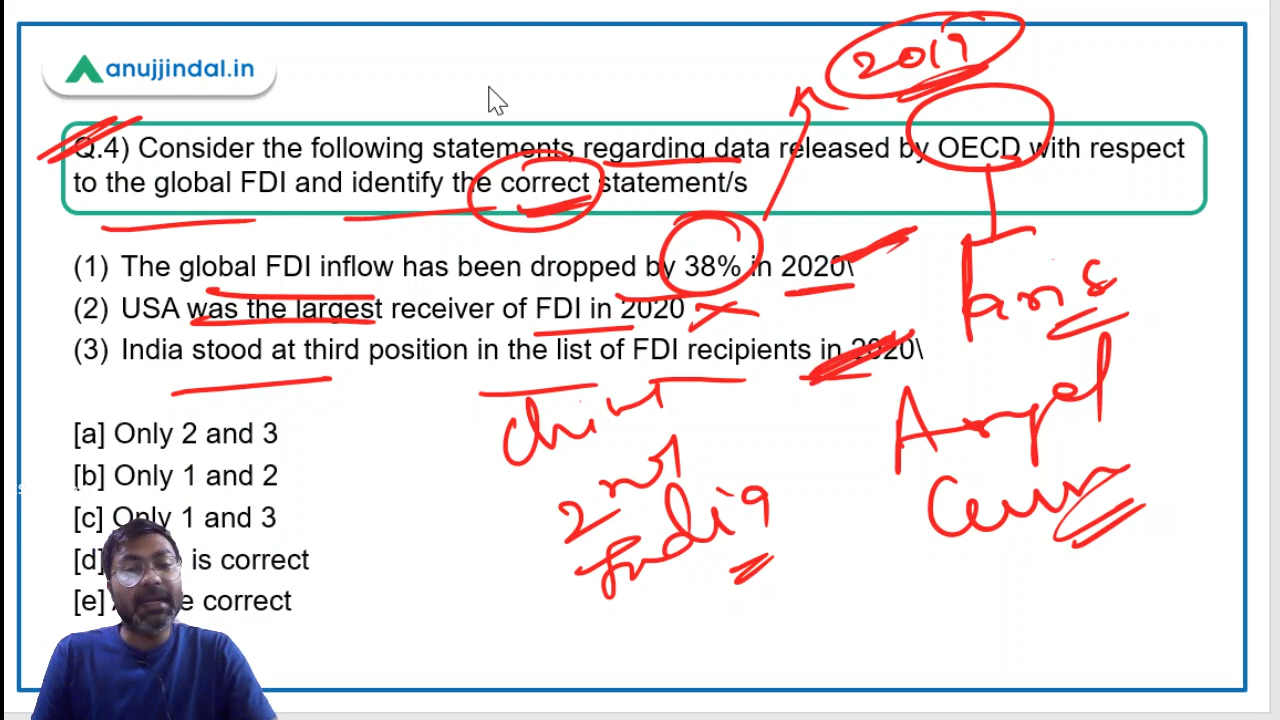 anujjindal.in
2019
Q.4) Consider the following statements regarding data released by OECD with respect
to the global FDI and identify the correct statement/s
(1) The global FDI inflow has been dropped by 38% in 2020\
(2) USA was the largest receiver of FDI in 2020
(3) India stood at third position in the list of FDI recipients in 2020\
[a] Only 2 and 3
[b] Only 1 and 2
[c] Only 1 and 3
[d] is correct
[e] correct
2nd
India